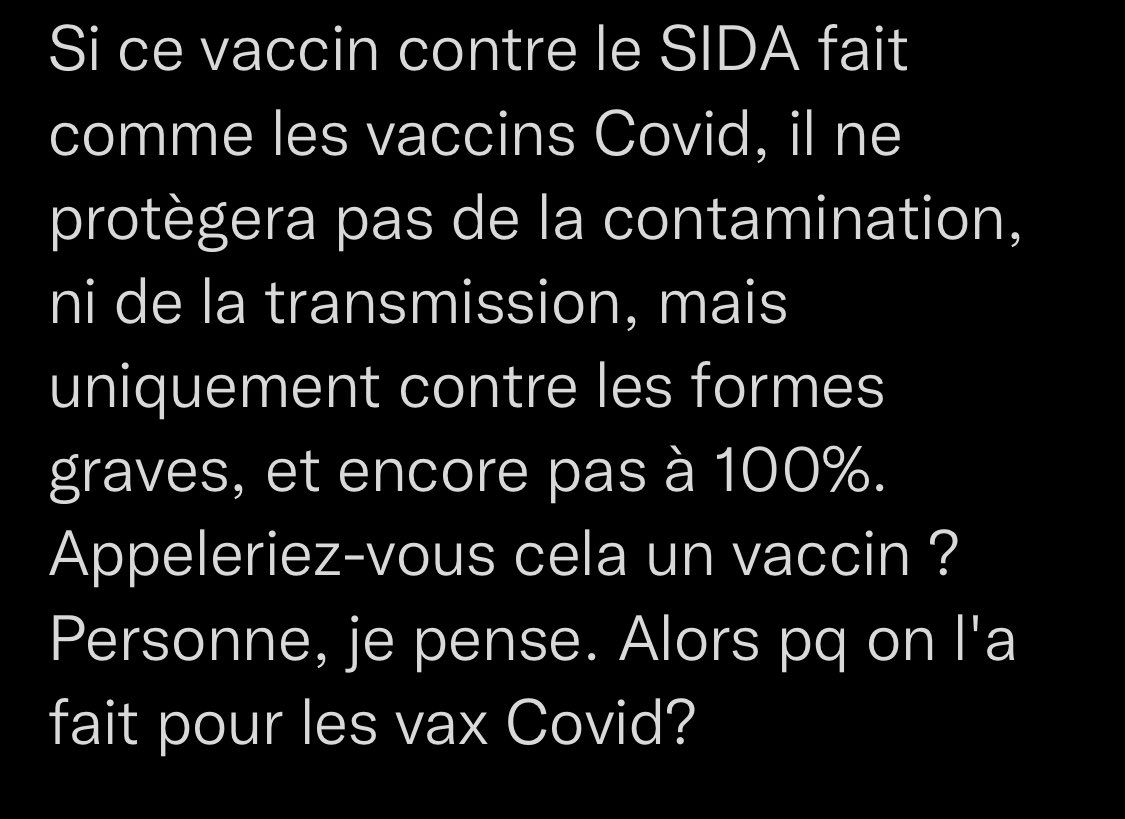 Si ce vaccin contre le SIDA fait
comme les vaccins Covid, il ne
protègera pas de la contamination,
ni de la transmission, mais
uniquement contre les formes
graves, et encore pas à 100%.
Appeleriez-vous cela un vaccin ?
Personne, je pense. Alors pq on l'a
fait pour les vax Covid?